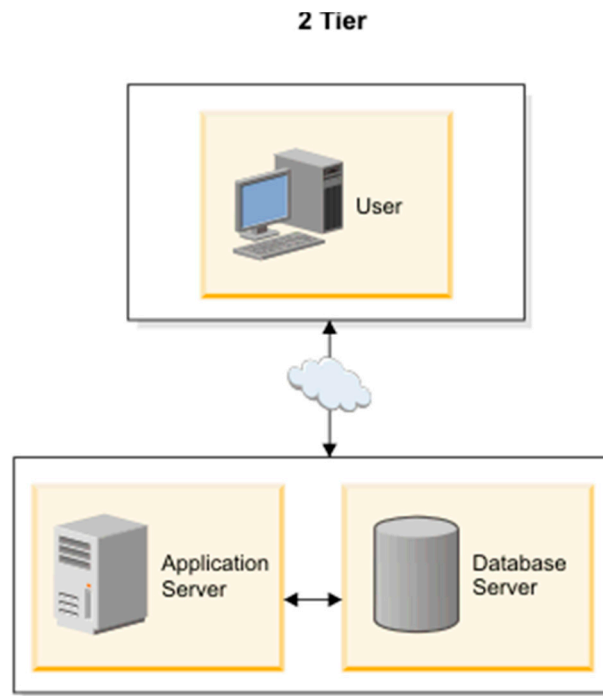 2 Tier
User
Application
Server
Database
Server